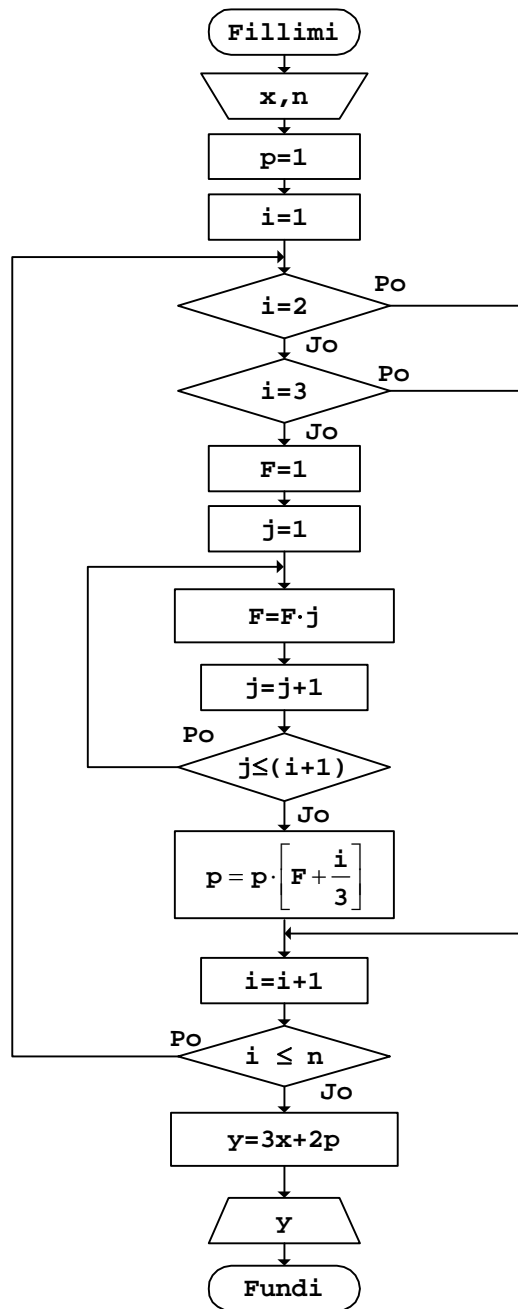 Fillimi
x,n
p=1
i=1
Po
i=2
Jo
Po
i=3
Jo
F=1
j=1
F=F·j
j=j+1
Po
j≤(i+1)
Jo
p = p·[F + i/3]
i=i+1
Po
i ≤ n
Jo
y=3x+2p
y
Fundi